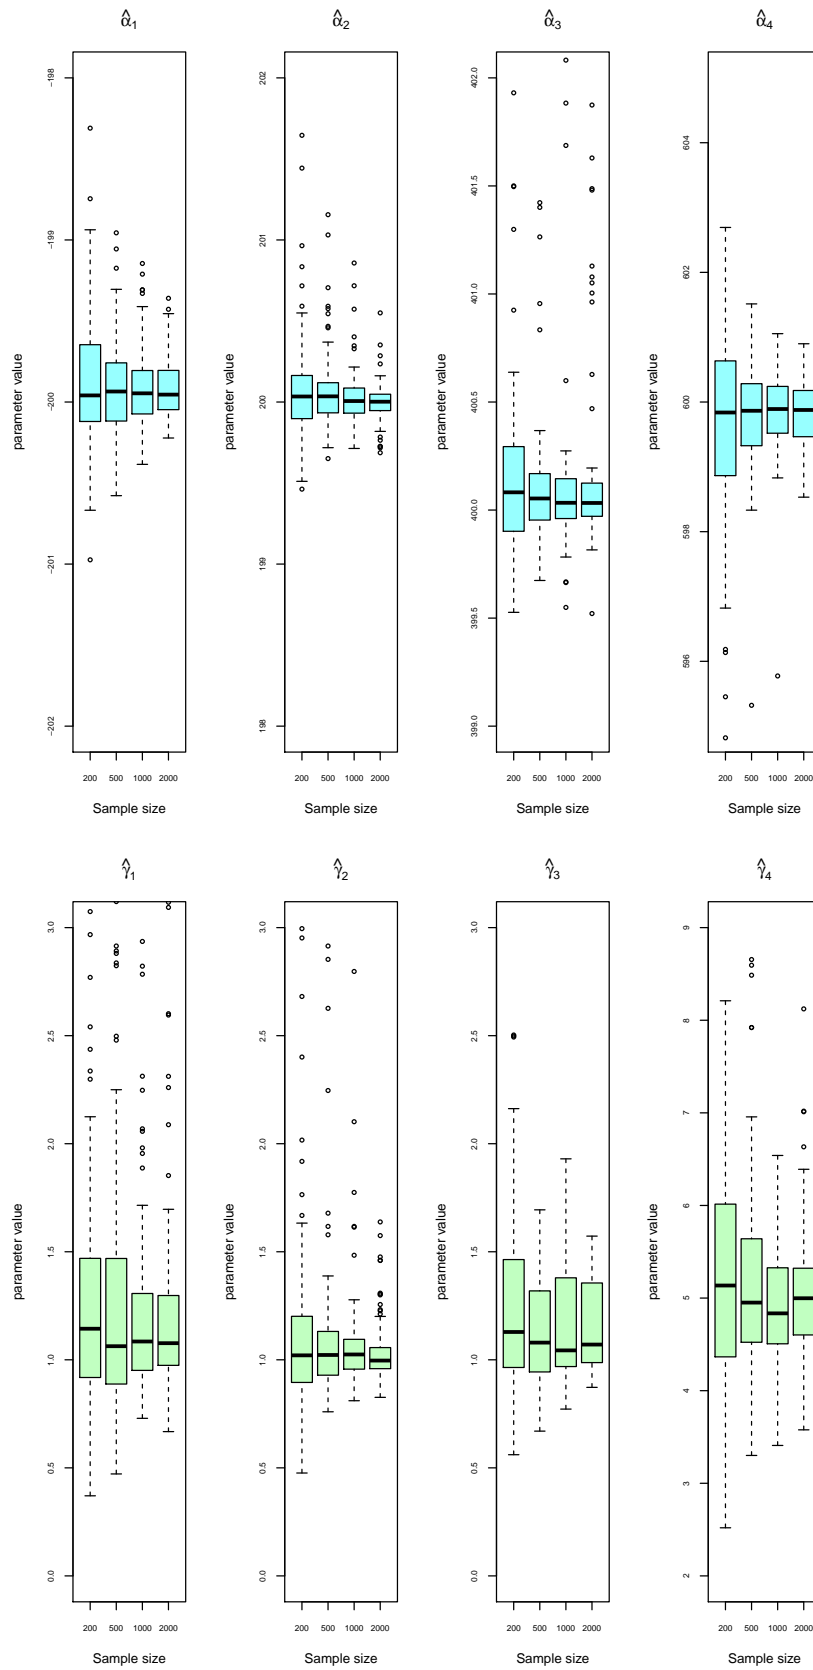 α̂1 α̂2 α̂3 α̂4
parameter value
-198
-199
-200
-201
-202
200 500 1000 2000
Sample size
parameter value
202
201
200
199
198
200 500 1000 2000
Sample size
parameter value
402.0
401.5
401.0
400.5
400.0
399.5
399.0
200 500 1000 2000
Sample size
parameter value
604
602
600
598
596
200 500 1000 2000
Sample size
γ̂1 γ̂2 γ̂3 γ̂4
parameter value
3.0
2.5
2.0
1.5
1.0
0.5
0.0
200 500 1000 2000
Sample size
parameter value
3.0
2.5
2.0
1.5
1.0
0.5
0.0
200 500 1000 2000
Sample size
parameter value
3.0
2.5
2.0
1.5
1.0
0.5
0.0
200 500 1000 2000
Sample size
parameter value
9
8
7
6
5
4
3
2
200 500 1000 2000
Sample size